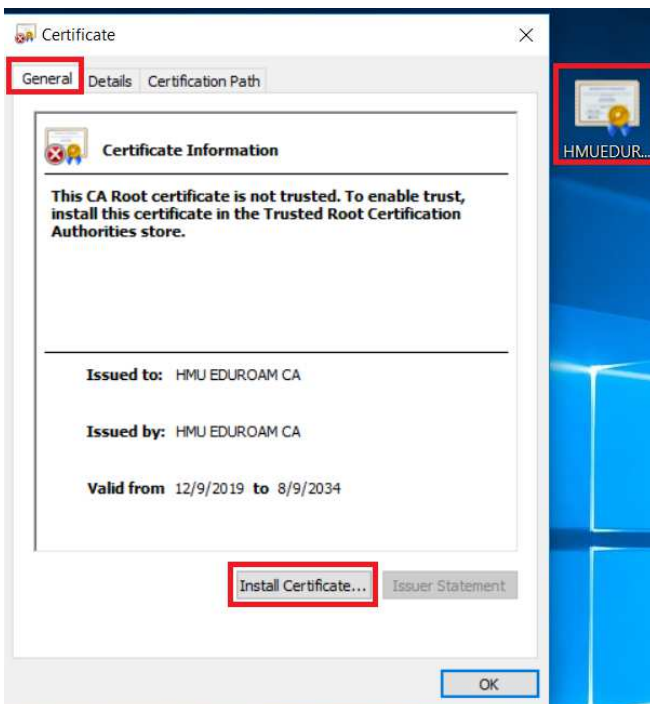 Certificate
General Details Certification Path
Certificate Information
This CA Root certificate is not trusted. To enable trust,
install this certificate in the Trusted Root Certification
Authorities store.
Issued to: HMU EDUROAM CA
Issued by: HMU EDUROAM CA
Valid from 12/9/2019 to 8/9/2034
Install Certificate... Issuer Statement
OK
HMUEDUR...